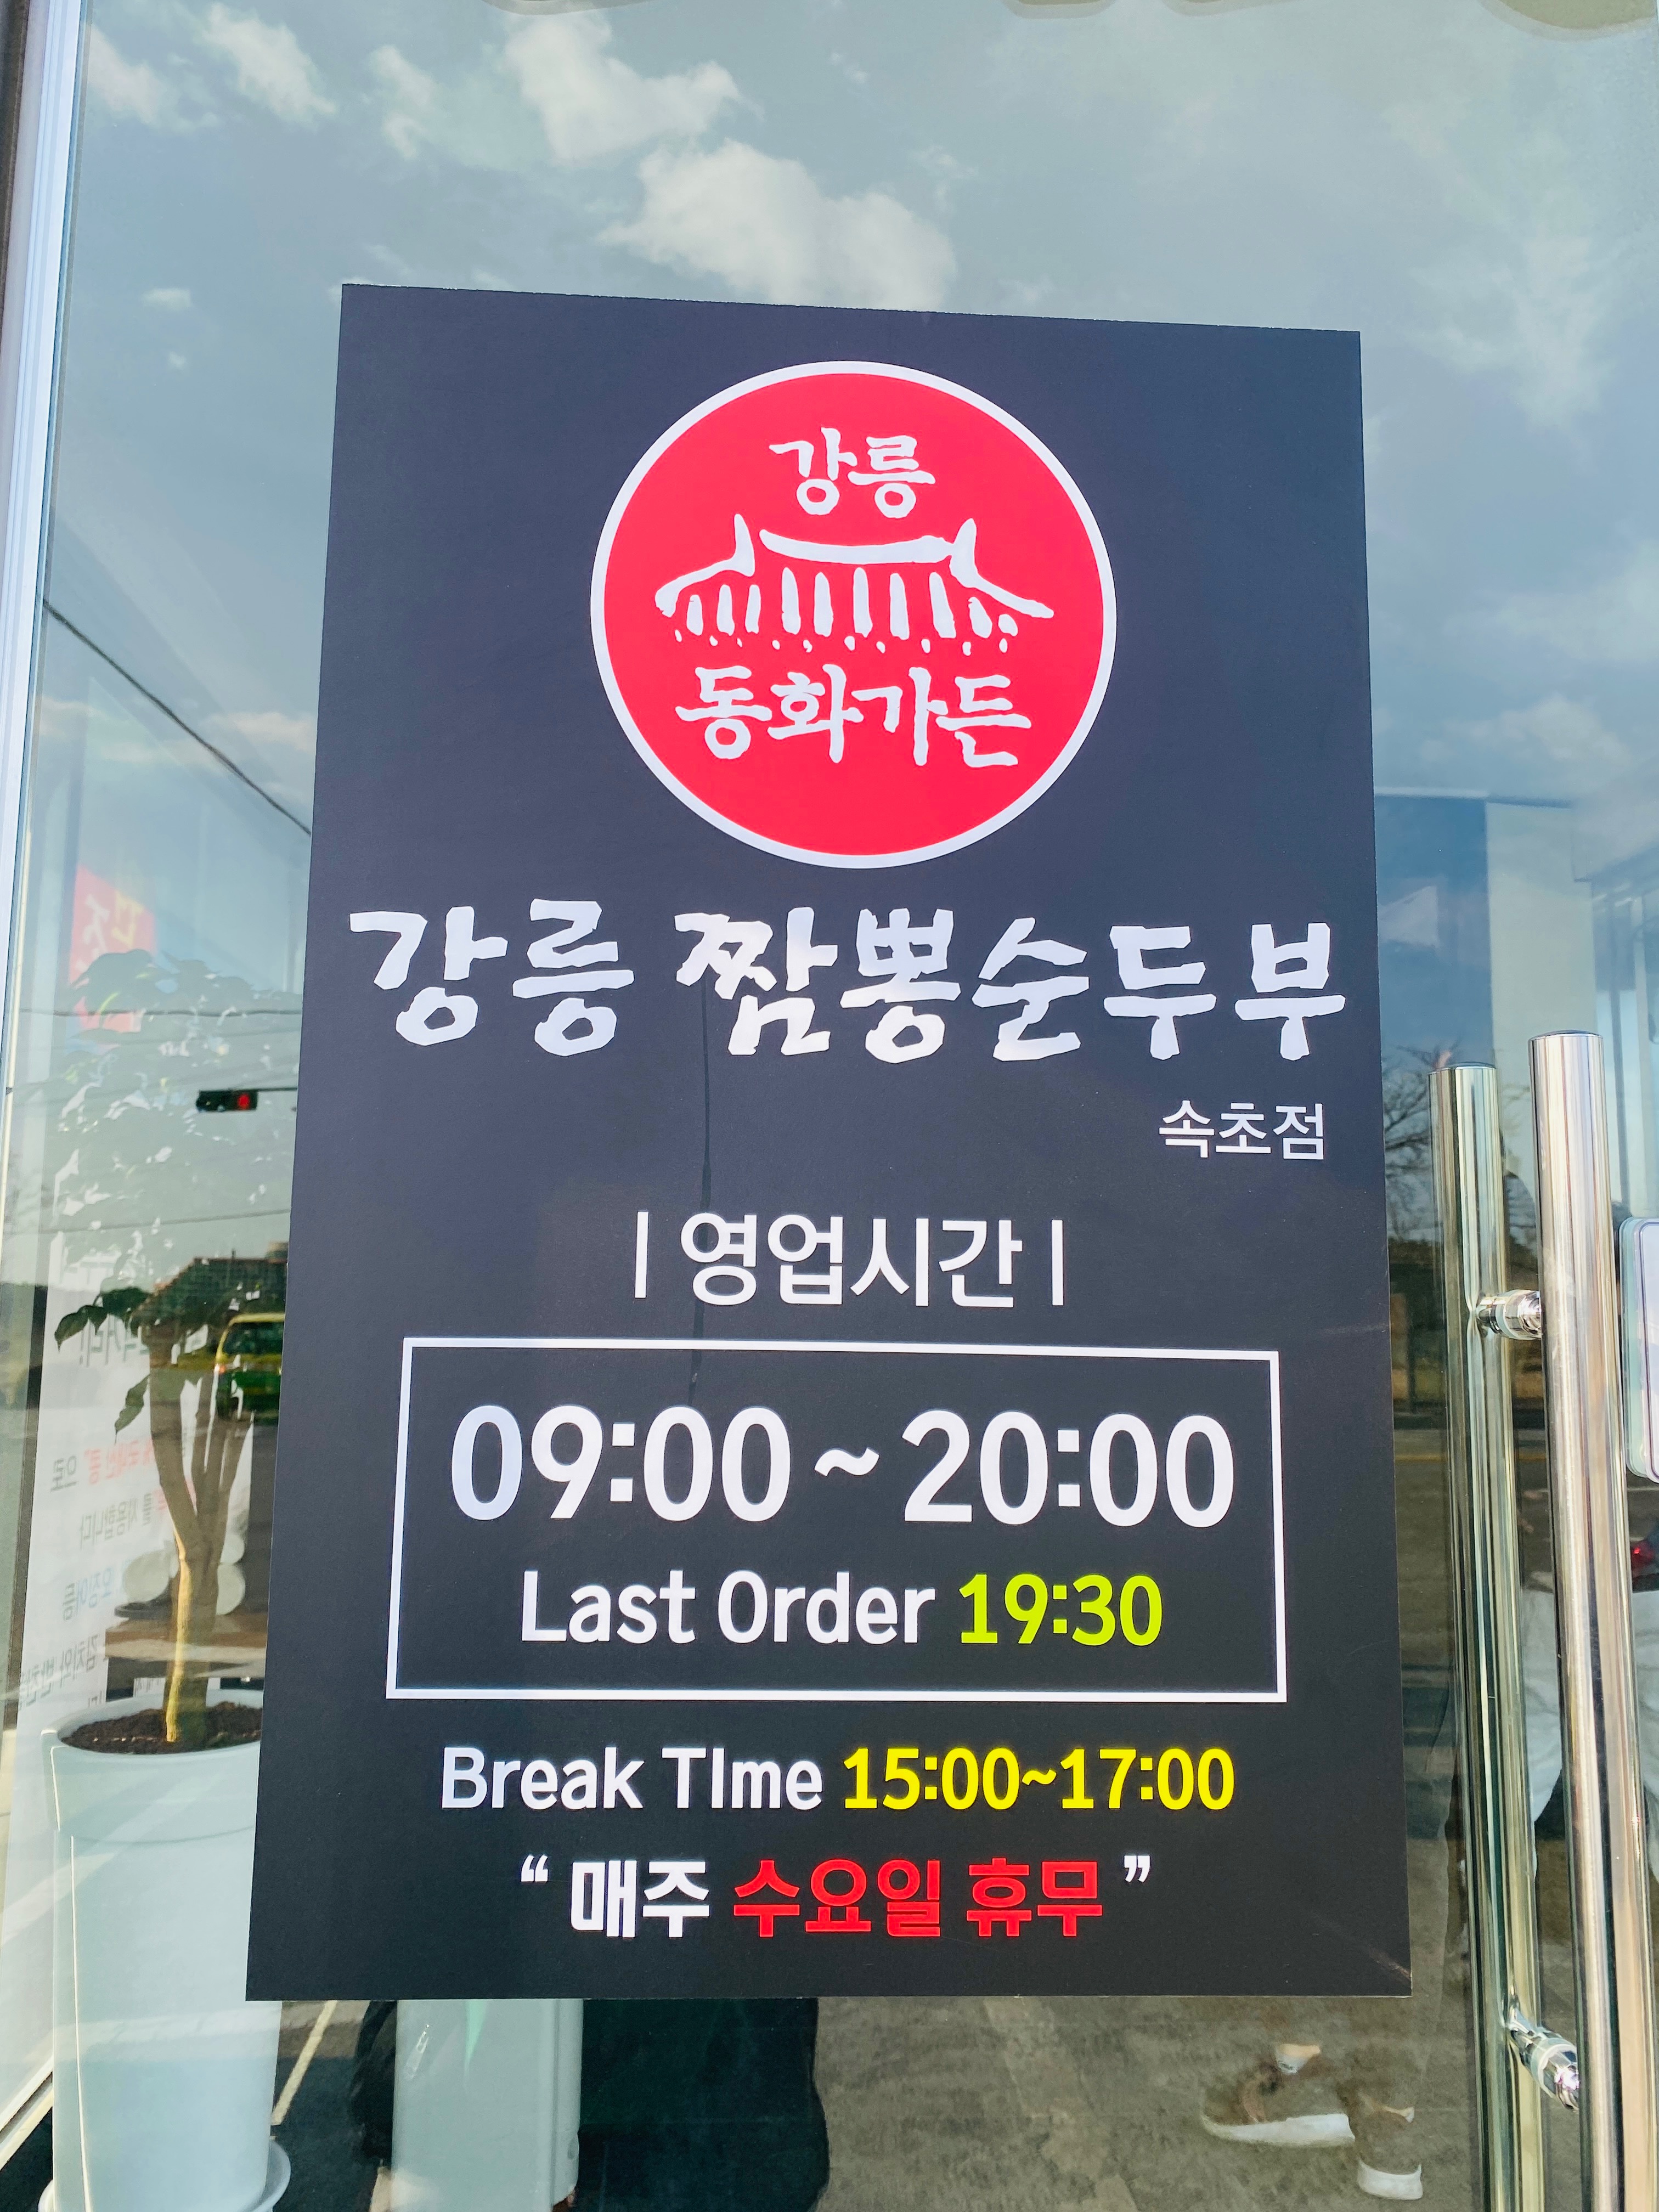 강릉
동화가든
강릉 짬뽕순두부
속초점
| 영업시간 |
09:00 ~ 20:00
Last Order 19:30
Break TIme 15:00~17:00
“ 매주 수요일 휴무 ”